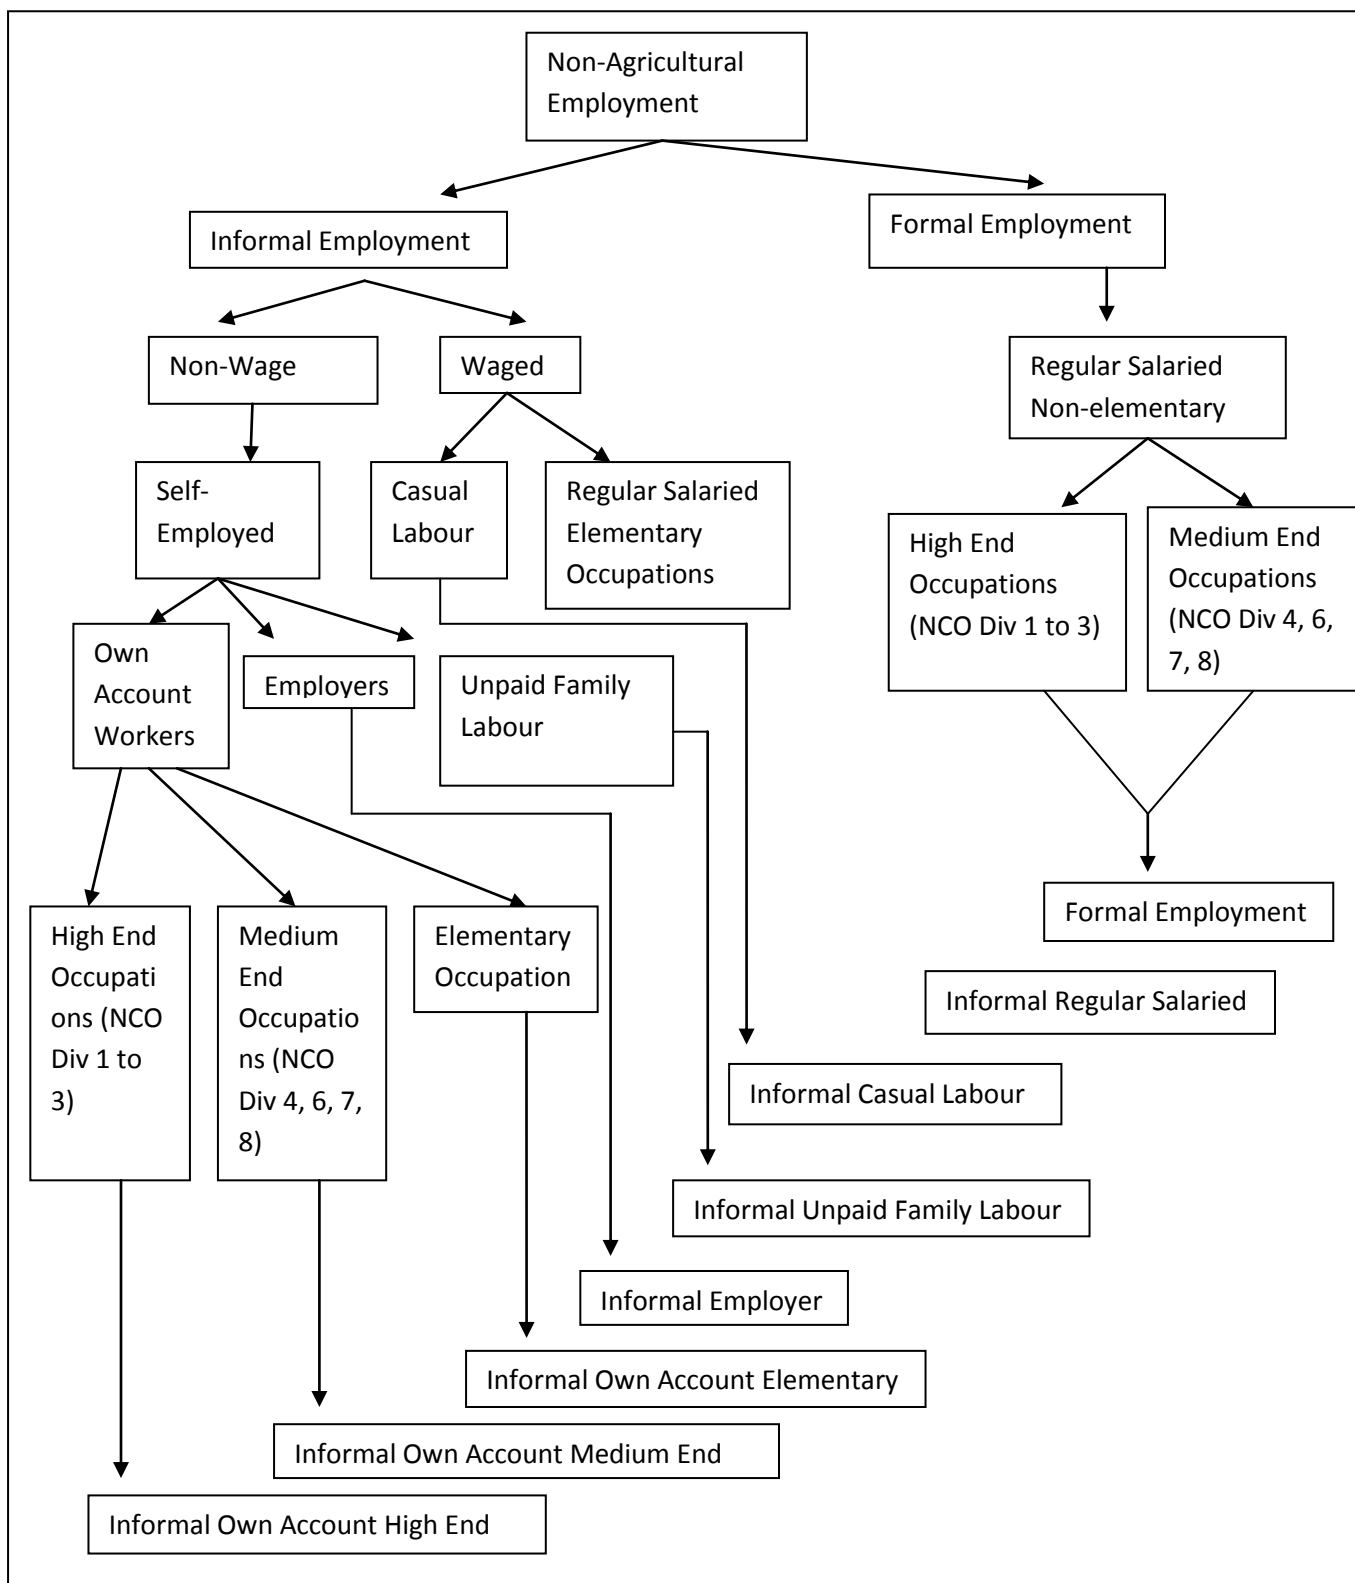 Non-Agricultural
Employment
Informal Employment
Formal Employment
Non-Wage
Waged
Regular Salaried
Non-elementary
Self-
Employed
Casual
Labour
Regular Salaried
Elementary
Occupations
High End
Occupations
(NCO Div 1 to 3)
Medium End
Occupations
(NCO Div 4, 6,
7, 8)
Own
Account
Workers
Employers
Unpaid Family
Labour
Formal Employment
High End
Occupati
ons (NCO
Div 1 to
3)
Medium
End
Occupatio
ns (NCO
Div 4, 6, 7,
8)
Elementary
Occupation
Informal Regular Salaried
Informal Casual Labour
Informal Unpaid Family Labour
Informal Employer
Informal Own Account Elementary
Informal Own Account Medium End
Informal Own Account High End